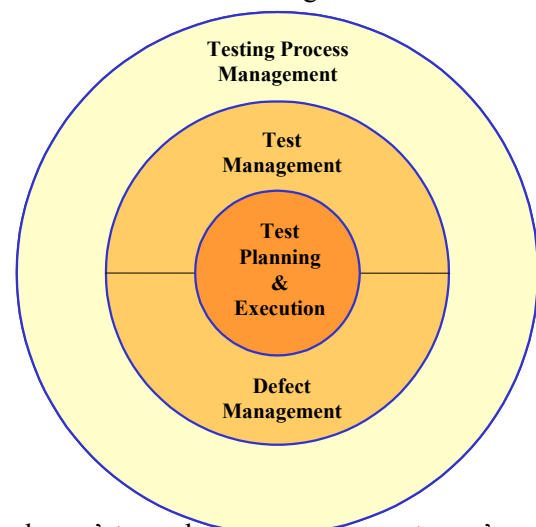 Testing Process
Management
Test
Management
Test
Planning
&
Execution
Defect
Management